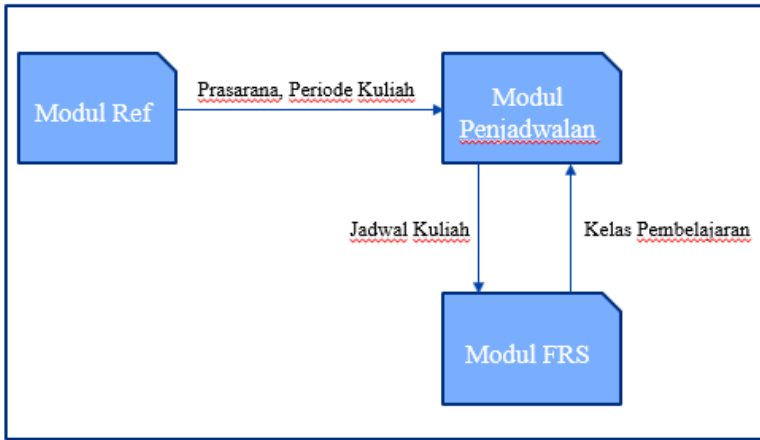 Modul Ref
Prasarana, Periode Kuliah
Modul
Penjadwalan
Jadwal Kuliah
Kelas Pembelajaran
Modul FRS